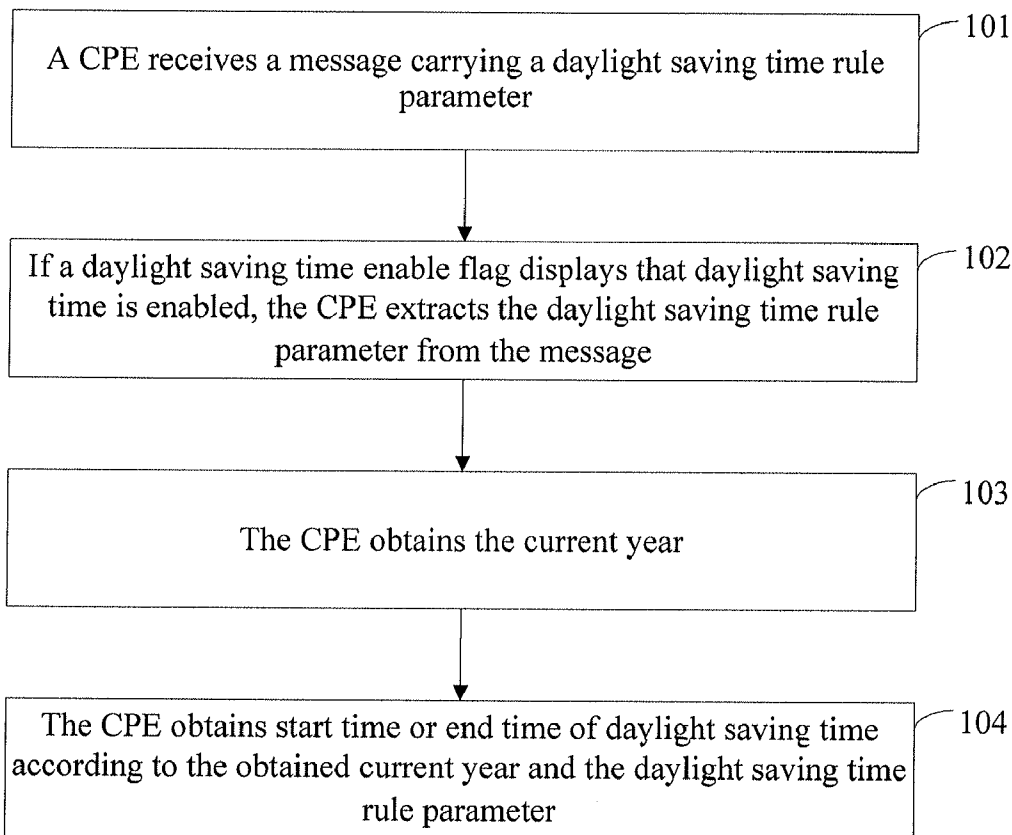 A CPE receives a message carrying a daylight saving time rule
parameter
101
If a daylight saving time enable flag displays that daylight saving
time is enabled, the CPE extracts the daylight saving time rule
parameter from the message
102
The CPE obtains the current year
103
The CPE obtains start time or end time of daylight saving time
according to the obtained current year and the daylight saving time
rule parameter
104